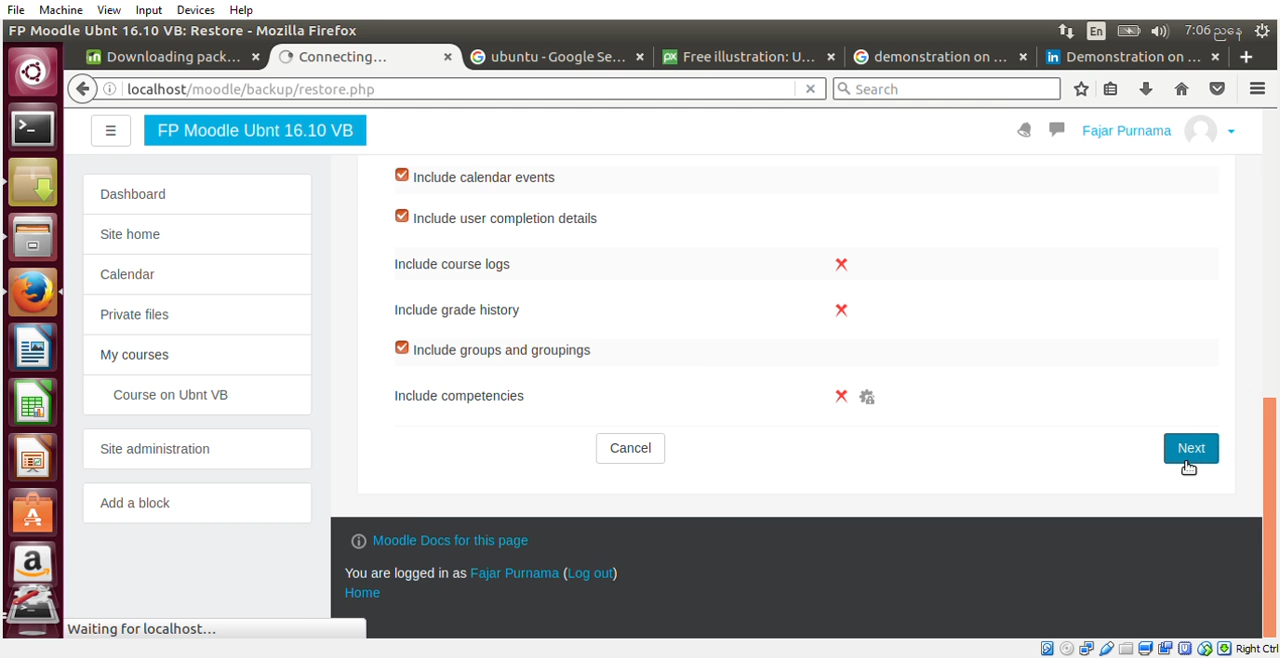 File Machine View Input Devices Help
FP Moodle Ubnt 16.10 VB: Restore - Mozilla Firefox
En
7:06 ညနေ
Downloading pack... Connecting... ubuntu - Google Se... Free illustration: U... demonstration on ... Demonstration on ...
localhost/moodle/backup/restore.php
Search
FP Moodle Ubnt 16.10 VB
Fajar Purnama
Dashboard
Site home
Calendar
Private files
My courses
Course on Ubnt VB
Site administration
Add a block
Include calendar events
Include user completion details
Include course logs
Include grade history
Include groups and groupings
Include competencies
Cancel
Next
Moodle Docs for this page
You are logged in as Fajar Purnama (Log out)
Home
Waiting for localhost...
Right Ctrl